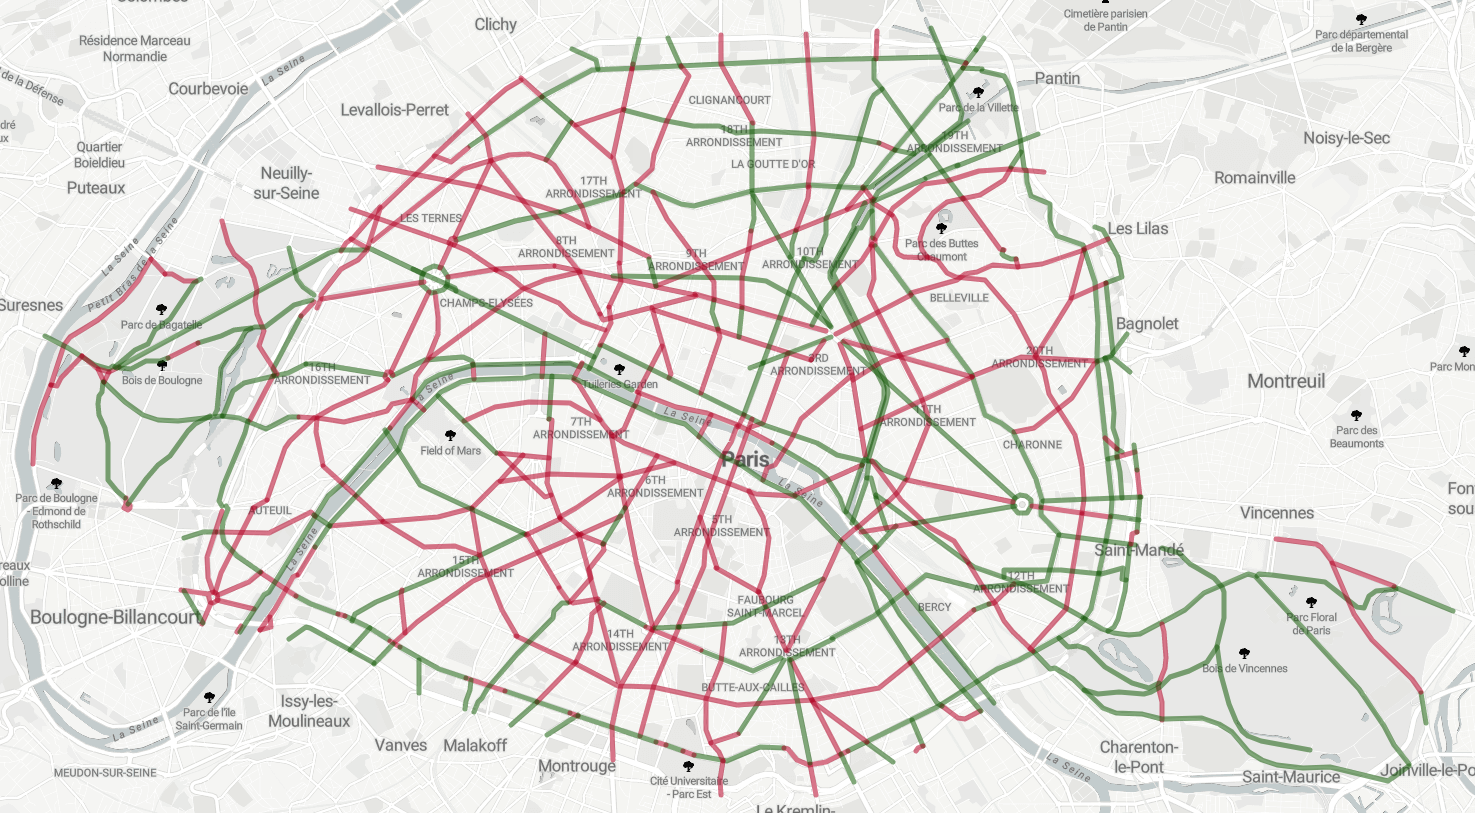 Clichy
Cimetière parisien
de Pantin
Parc départemental
de la Bergère
Résidence Marceau
Normandie
La Seine
Courbevoie
de la Défense
Levallois-Perret
Pantin
CLIGNANCOURT
Parc de la Villette
18TH
ARRONDISSEMENT
19TH
ARRONDISSEMENT
Noisy-le-Sec
Quartier
Boieldieu
Puteaux
Neuilly-
sur-Seine
LA GOUTTE D'OR
17TH
ARRONDISSEMENT
Romainville
LES TERNES
La Seine
Petit Bras de la Seine
8TH
ARRONDISSEMENT
9TH
ARRONDISSEMENT
10TH
ARRONDISSEMENT
Parc des Buttes
Chaumont
Les Lilas
Suresnes
CHAMPS-ELYSEES
BELLEVILLE
Parc de Bagatelle
Bagnolet
Bois de Boulogne
16TH
ARRONDISSEMENT
Tuileries Garden
3RD
ARRONDISSEMENT
20TH
ARRONDISSEMENT
Montreuil
La Seine
La Seine
7TH
ARRONDISSEMENT
11TH
ARRONDISSEMENT
Parc des
Beaumonts
Field of Mars
CHARONNE
Paris
6TH
ARRONDISSEMENT
La Seine
Parc de Boulogne
- Edmond de
Rothschild
AUTEUIL
5TH
ARRONDISSEMENT
Vincennes
La Seine
Saint-Mandé
15TH
ARRONDISSEMENT
12TH
ARRONDISSEMENT
Boulogne-Billancourt
FAUBOURG
SAINT-MARCEL
BERCY
Parc Floral
de Paris
14TH
ARRONDISSEMENT
13TH
ARRONDISSEMENT
Bois de Vincennes
BUTTE-AUX-CAILLES
Parc de l'île
Saint-Germain
Issy-les-
Moulineaux
La Seine
Vanves
Malakoff
Montrouge
MEUDON-SUR-SEINE
Cité Universitaire
- Parc Est
Charenton-
le-Pont
La Seine
Saint-Maurice
Joinville-le-Po
Le Kremlin-